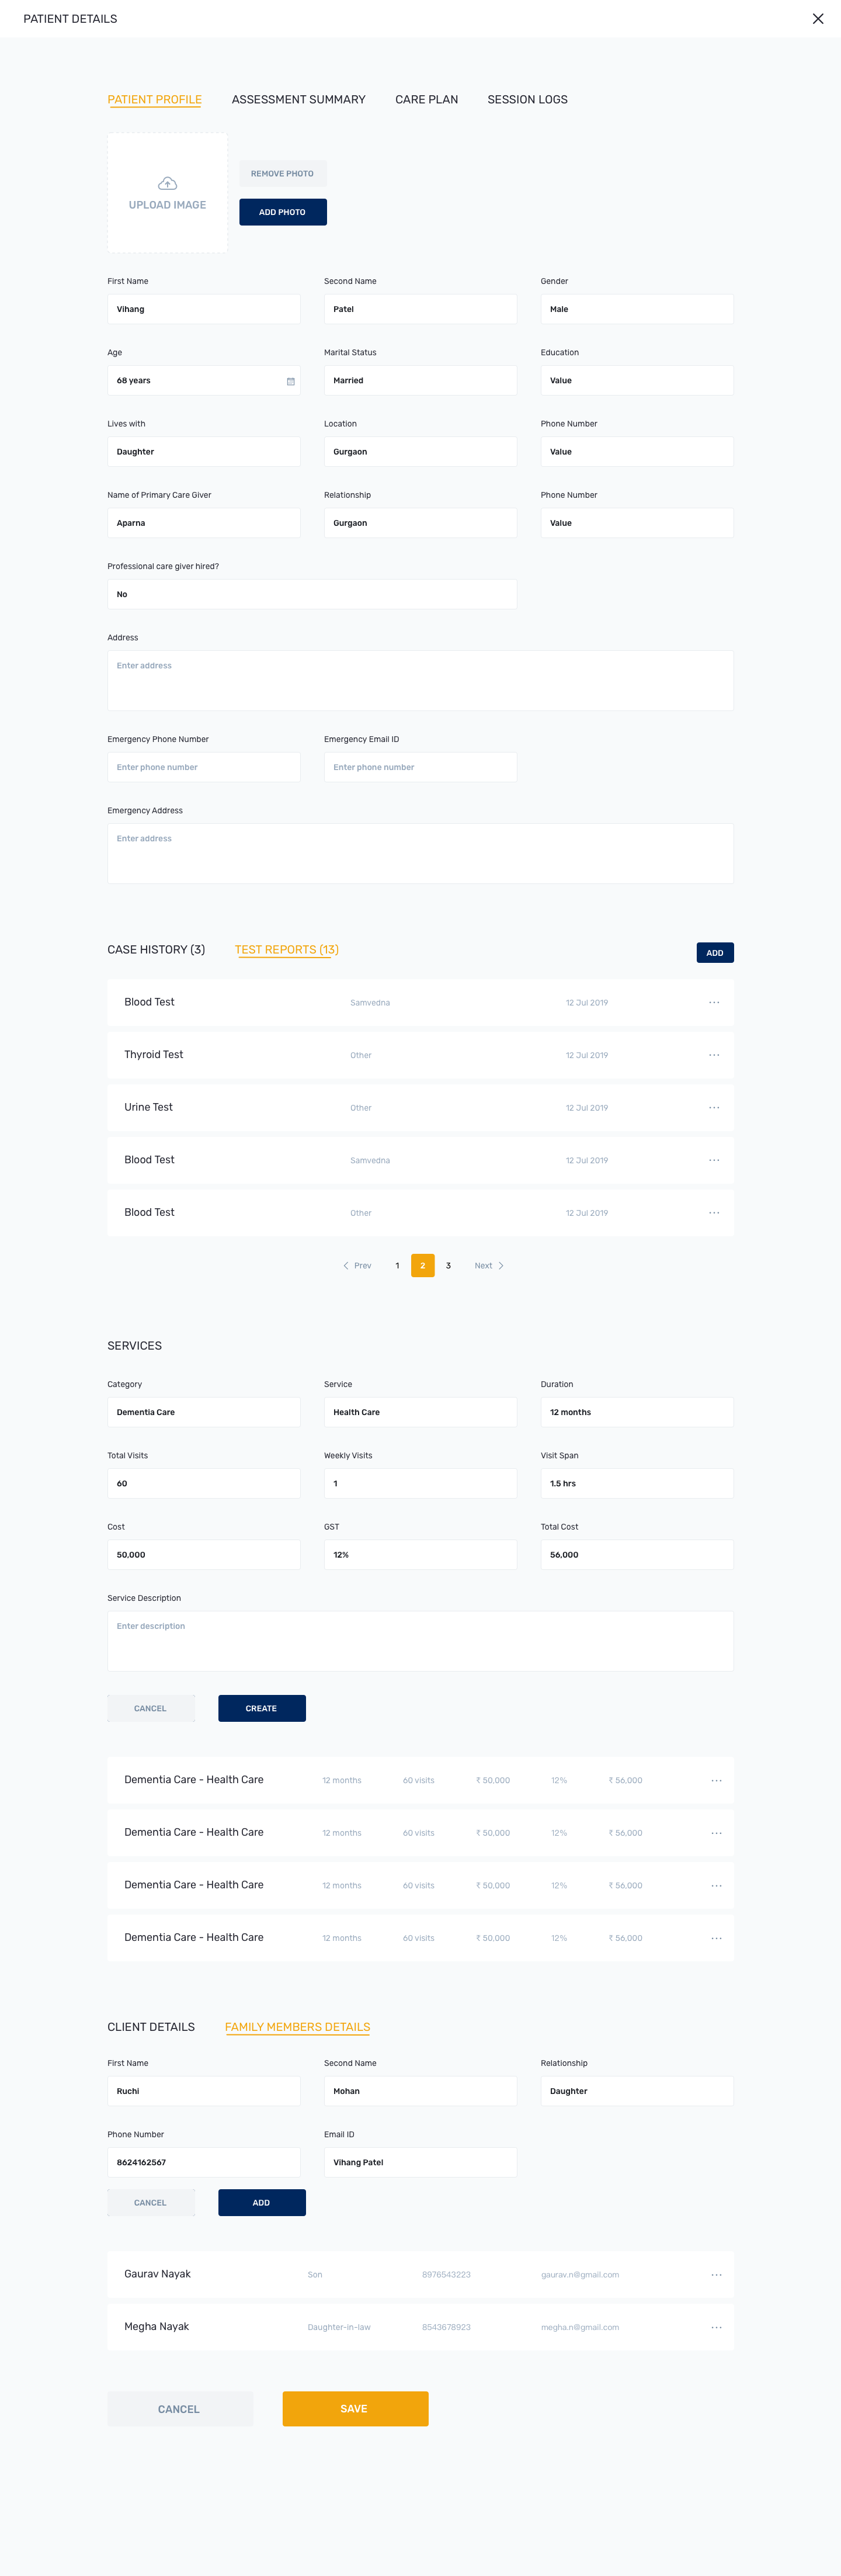 PATIENT DETAILS
PATIENT PROFILE ASSESSMENT SUMMARY CARE PLAN SESSION LOGS
UPLOAD IMAGE
REMOVE PHOTO
ADD PHOTO
First Name Second Name Gender
Vihang Patel Male
Age Marital Status Education
68 years Married Value
Lives with Location Phone Number
Daughter Gurgaon Value
Name of Primary Care Giver Relationship Phone Number
Aparna Gurgaon Value
Professional care giver hired?
No
Address
Enter address
Emergency Phone Number Emergency Email ID
Enter phone number Enter phone number
Emergency Address
Enter address
CASE HISTORY (3) TEST REPORTS (13) ADD
Blood Test Samvedna 12 Jul 2019
Thyroid Test Other 12 Jul 2019
Urine Test Other 12 Jul 2019
Blood Test Samvedna 12 Jul 2019
Blood Test Other 12 Jul 2019
Prev 1 2 3 Next
SERVICES
Category Service Duration
Dementia Care Health Care 12 months
Total Visits Weekly Visits Visit Span
60 1 1.5 hrs
Cost GST Total Cost
50,000 12% 56,000
Service Description
Enter description
CANCEL CREATE
Dementia Care - Health Care 12 months 60 visits ₹ 50,000 12% ₹ 56,000
Dementia Care - Health Care 12 months 60 visits ₹ 50,000 12% ₹ 56,000
Dementia Care - Health Care 12 months 60 visits ₹ 50,000 12% ₹ 56,000
Dementia Care - Health Care 12 months 60 visits ₹ 50,000 12% ₹ 56,000
CLIENT DETAILS FAMILY MEMBERS DETAILS
First Name Second Name Relationship
Ruchi Mohan Daughter
Phone Number Email ID
8624162567 Vihang Patel
CANCEL ADD
Gaurav Nayak Son 8976543223 gaurav.n@gmail.com
Megha Nayak Daughter-in-law 8543678923 megha.n@gmail.com
CANCEL SAVE